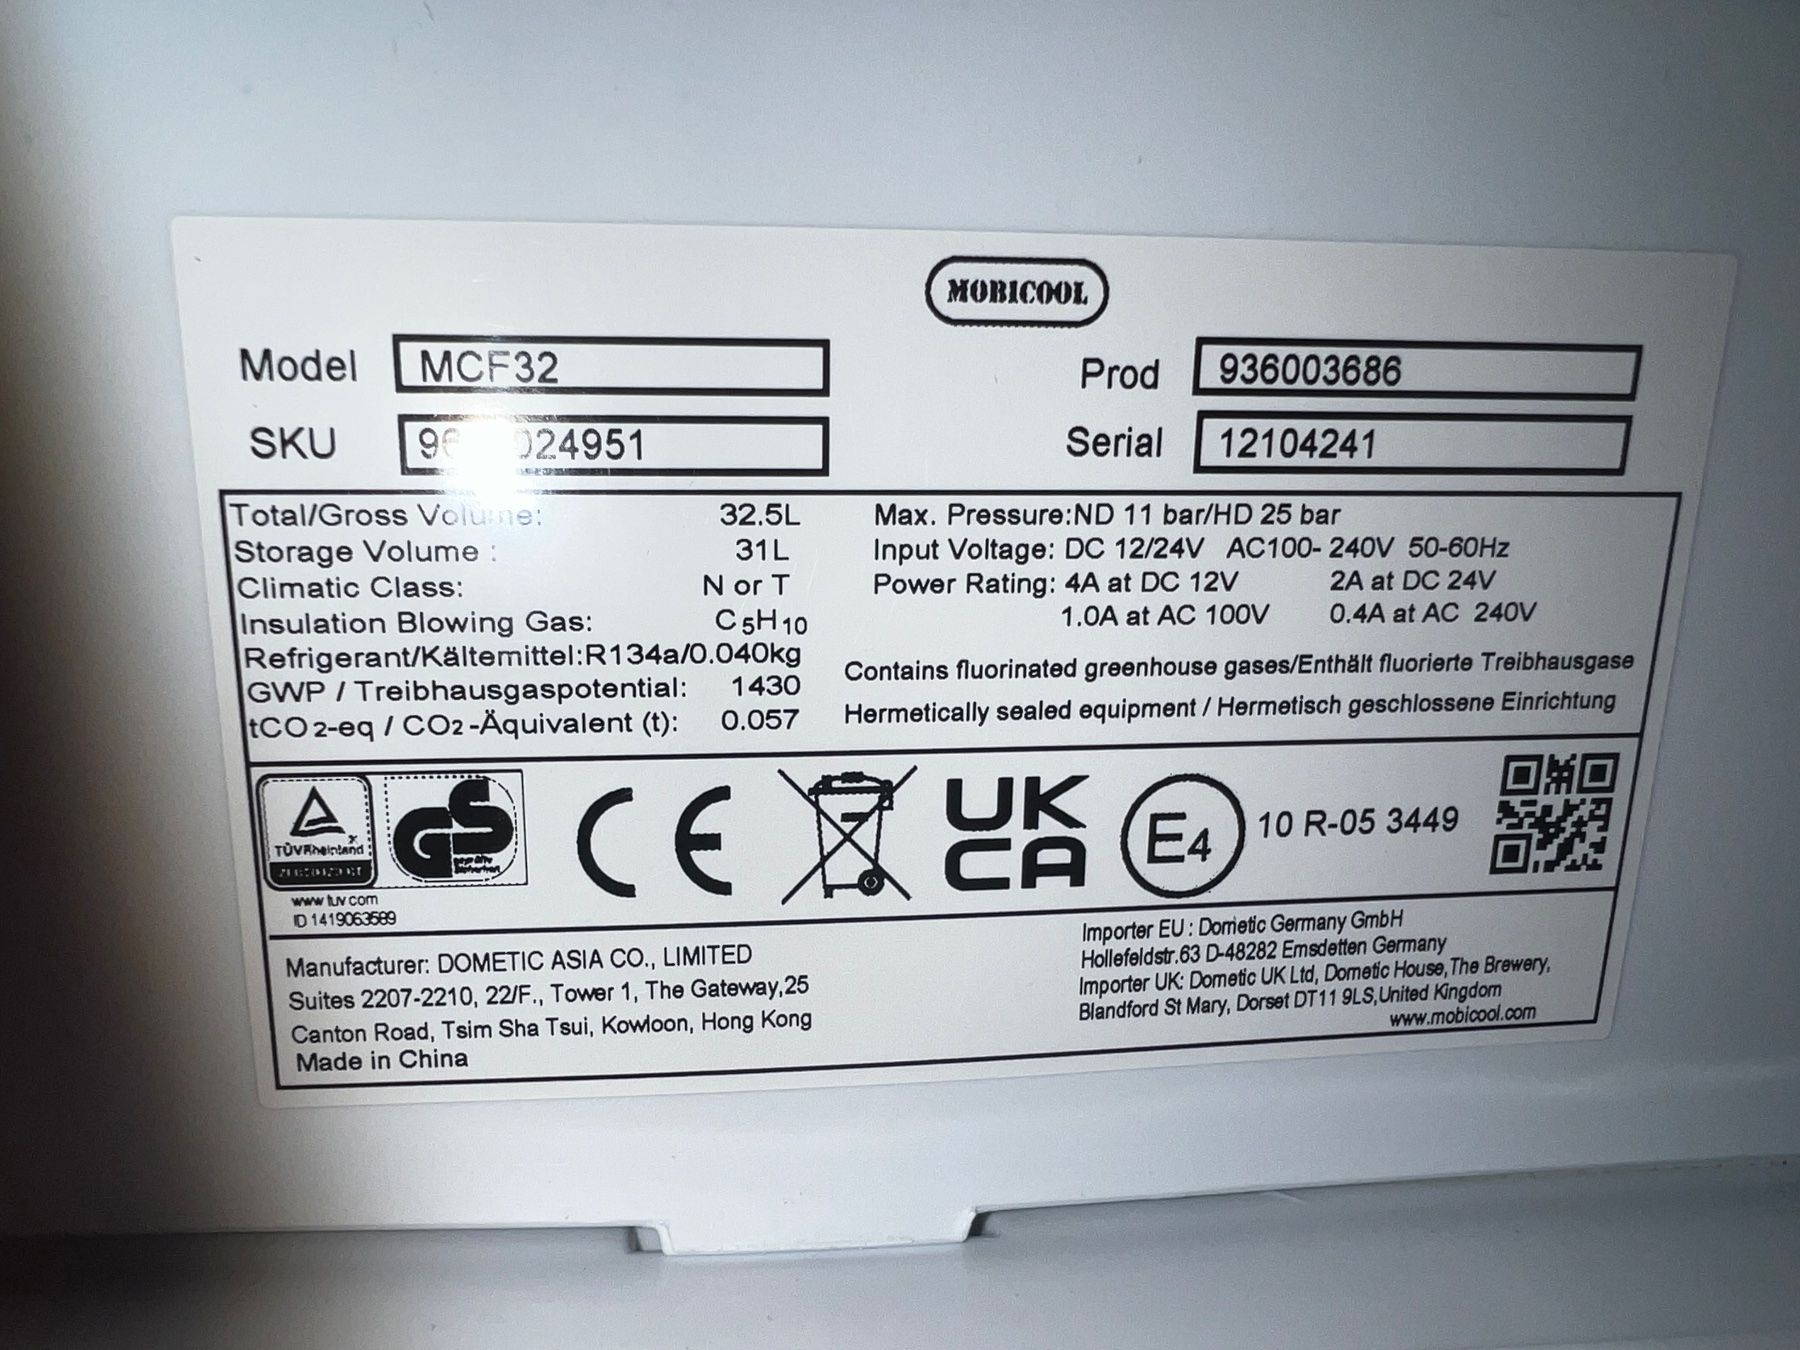 MOBICOOL
Model MCF32 Prod 936003686
SKU Serial 12104241
Total/Gross Volume: 32.5L
Storage Volume : 31L
Climatic Class: N or T
Insulation Blowing Gas: C5H10
Refrigerant/Kältemittel:R134a/0.040kg
GWP / Treibhausgaspotential: 1430
tCO2-eq / CO2-Äquivalent (t): 0.057
Max. Pressure:ND 11 bar/HD 25 bar
Input Voltage: DC 12/24V AC100- 240V 50-60Hz
Power Rating: 4A at DC 12V 2A at DC 24V
1.0A at AC 100V 0.4A at AC 240V
Contains fluorinated greenhouse gases/Enthält fluorierte Treibhausgase
Hermetically sealed equipment / Hermetisch geschlossene Einrichtung
TÜVRheinland
www.tuv.com
ID 1419063589
GS
geprüfte
Sicherheit
CE
UK
CA
E4 10 R-05 3449
Manufacturer: DOMETIC ASIA CO., LIMITED
Suites 2207-2210, 22/F., Tower 1, The Gateway,25
Canton Road, Tsim Sha Tsui, Kowloon, Hong Kong
Made in China
Importer EU : Dometic Germany GmbH
Hollefeldstr.63 D-48282 Emsdetten Germany
Importer UK: Dometic UK Ltd, Dometic House,The Brewery,
Blandford St Mary, Dorset DT11 9LS,United Kingdom
www.mobicool.com